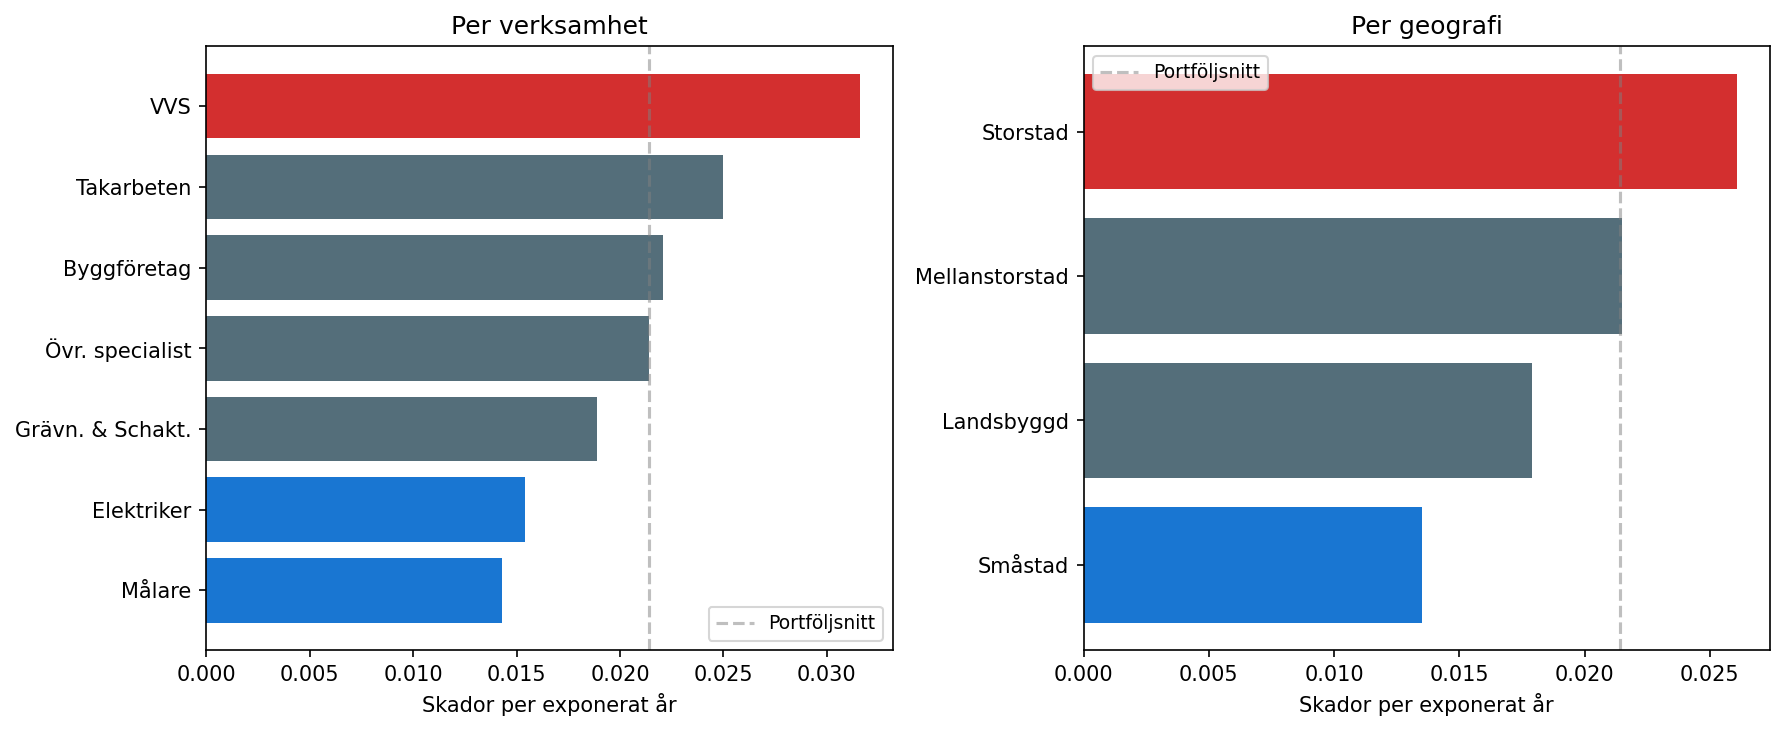 Per verksamhet
VVS
Takarbeten
Byggföretag
Övr. specialist
Grävn. & Schakt.
Elektriker
Målare
Portföljsnitt
0.000 0.005 0.010 0.015 0.020 0.025 0.030
Skador per exponerat år
Per geografi
Portföljsnitt
Storstad
Mellanstorstad
Landsbyggd
Småstad
0.000 0.005 0.010 0.015 0.020 0.025
Skador per exponerat år